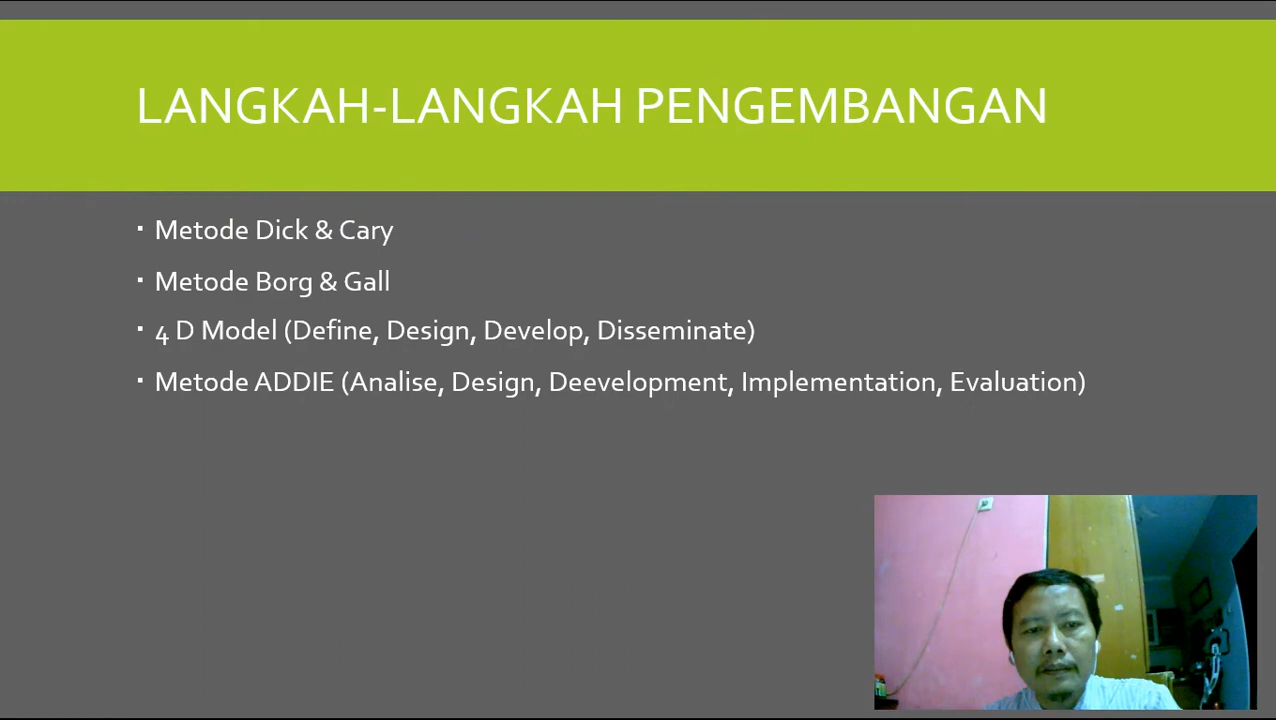 LANGKAH-LANGKAH PENGEMBANGAN
Metode Dick & Cary
Metode Borg & Gall
4 D Model (Define, Design, Develop, Disseminate)
Metode ADDIE (Analise, Design, Deevelopment, Implementation, Evaluation)